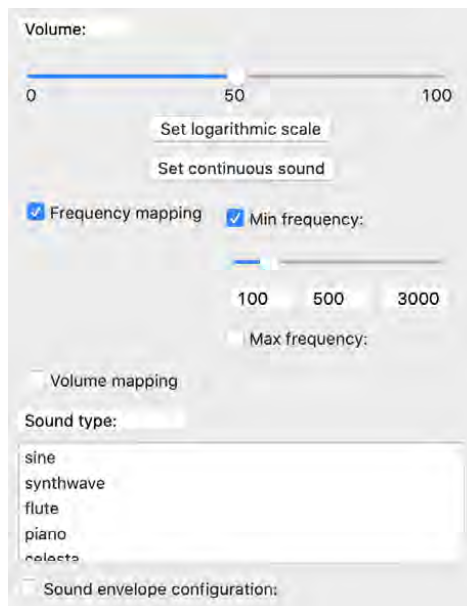 Volume:
0 50 100
Set logarithmic scale
Set continuous sound
Frequency mapping
Min frequency:
100 500 3000
Max frequency:
Volume mapping
Sound type:
sine
synthwave
flute
piano
celesta
Sound envelope configuration: